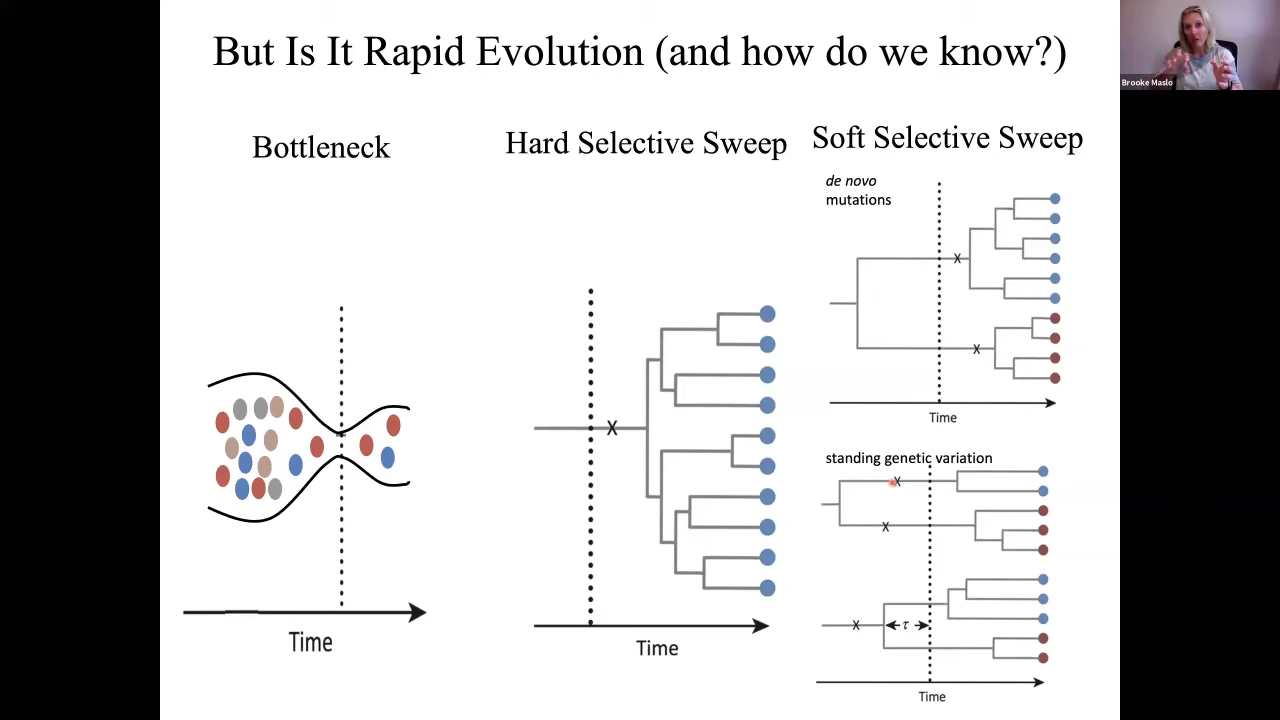 But Is It Rapid Evolution (and how do we know?)
Brooke Maslo
Bottleneck
Hard Selective Sweep
Soft Selective Sweep
de novo
mutations
X
X
Time
standing genetic variation
X
X
X
τ
Time
X
Time
Time